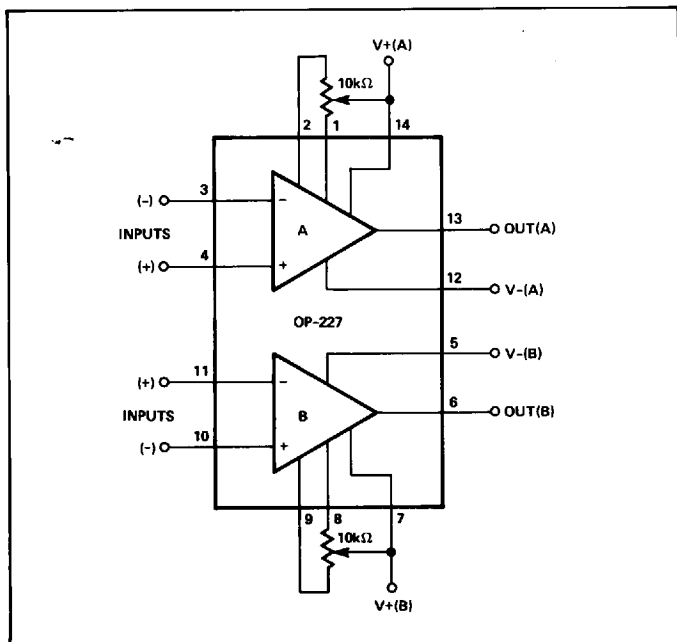 V+(A)
10kΩ
2 1 14
(-) 3 - 13 OUT(A)
INPUTS A
(+) 4 + 12 V-(A)
OP-227
5 V-(B)
(+) 11 - 6 OUT(B)
INPUTS B
(-) 10 +
9 8 7
10kΩ
V+(B)